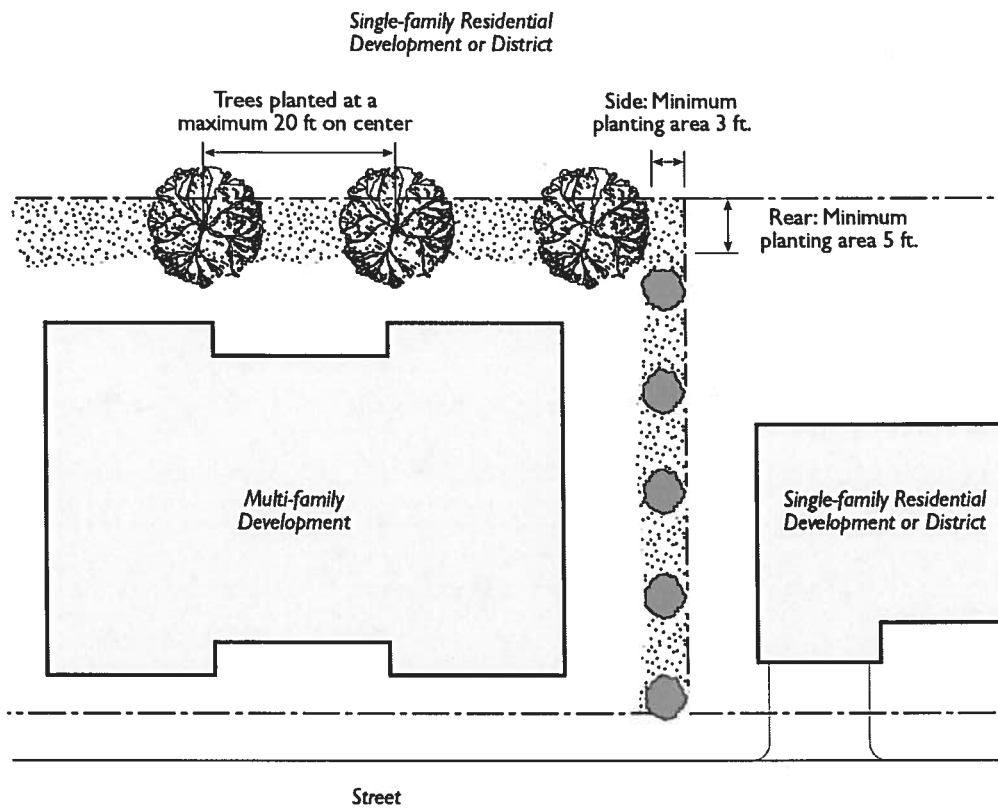 Single-family Residential
Development or District
Trees planted at a
maximum 20 ft on center
Side: Minimum
planting area 3 ft.
Rear: Minimum
planting area 5 ft.
Multi-family
Development
Single-family Residential
Development or District
Street